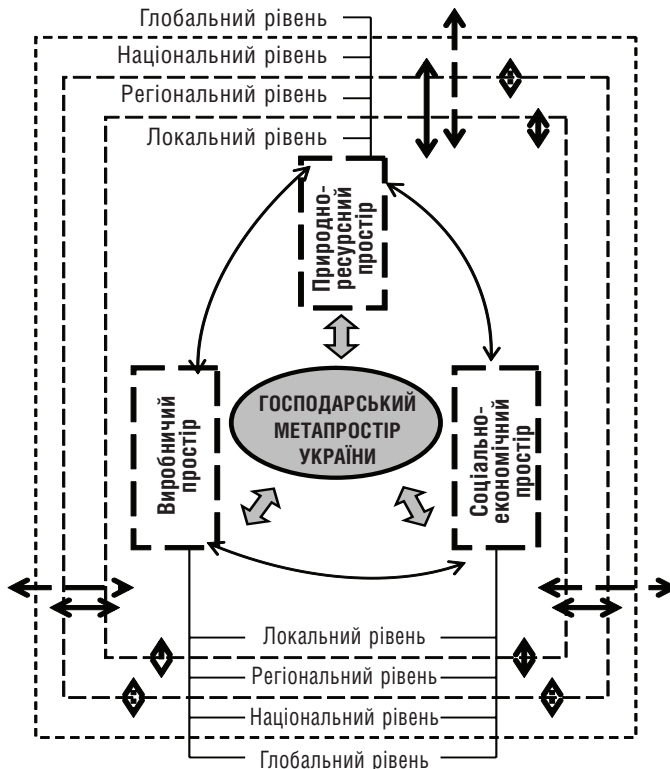 Глобальний рівень
Національний рівень
Регіональний рівень
Локальний рівень
Природно-
ресурсний
простір
ГОСПОДАРСЬКИЙ
МЕТАПРОСТІР
УКРАЇНИ
Виробничий
простір
Соціально-
економічний
простір
Локальний рівень
Регіональний рівень
Національний рівень
Глобальний рівень